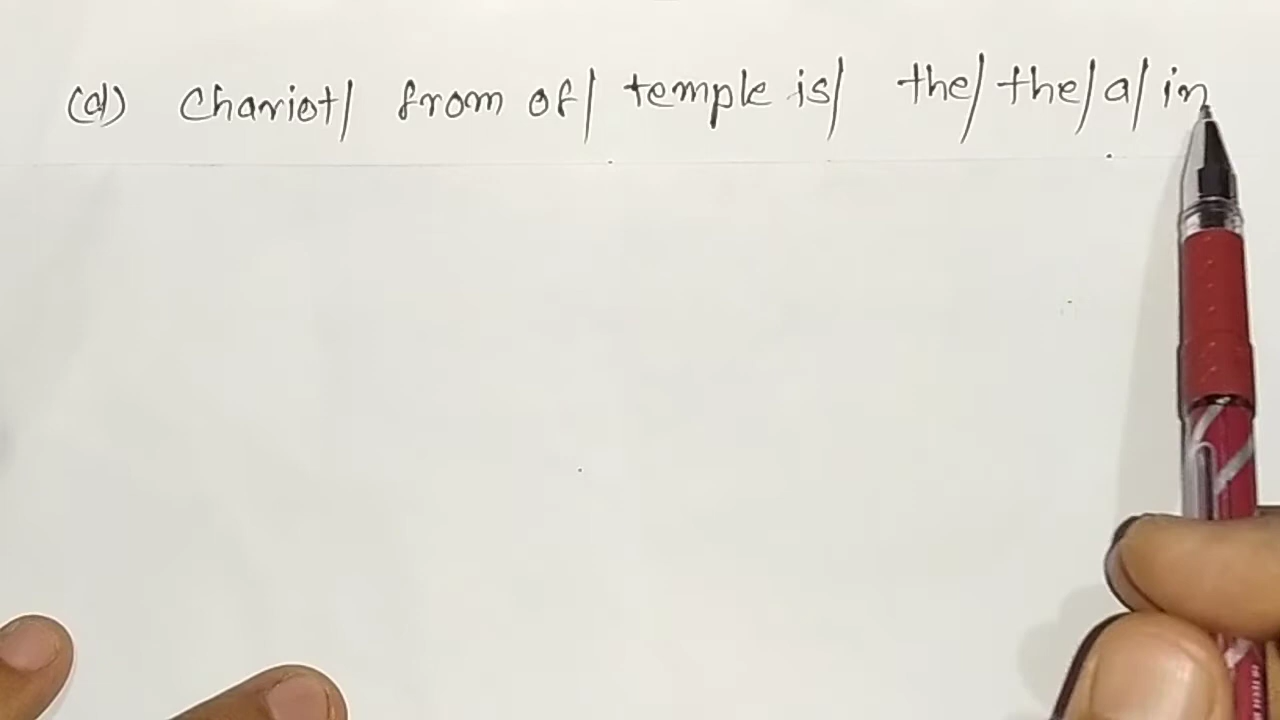 (d) Chariot/ from of/ temple is/ the/ the/ a/ in